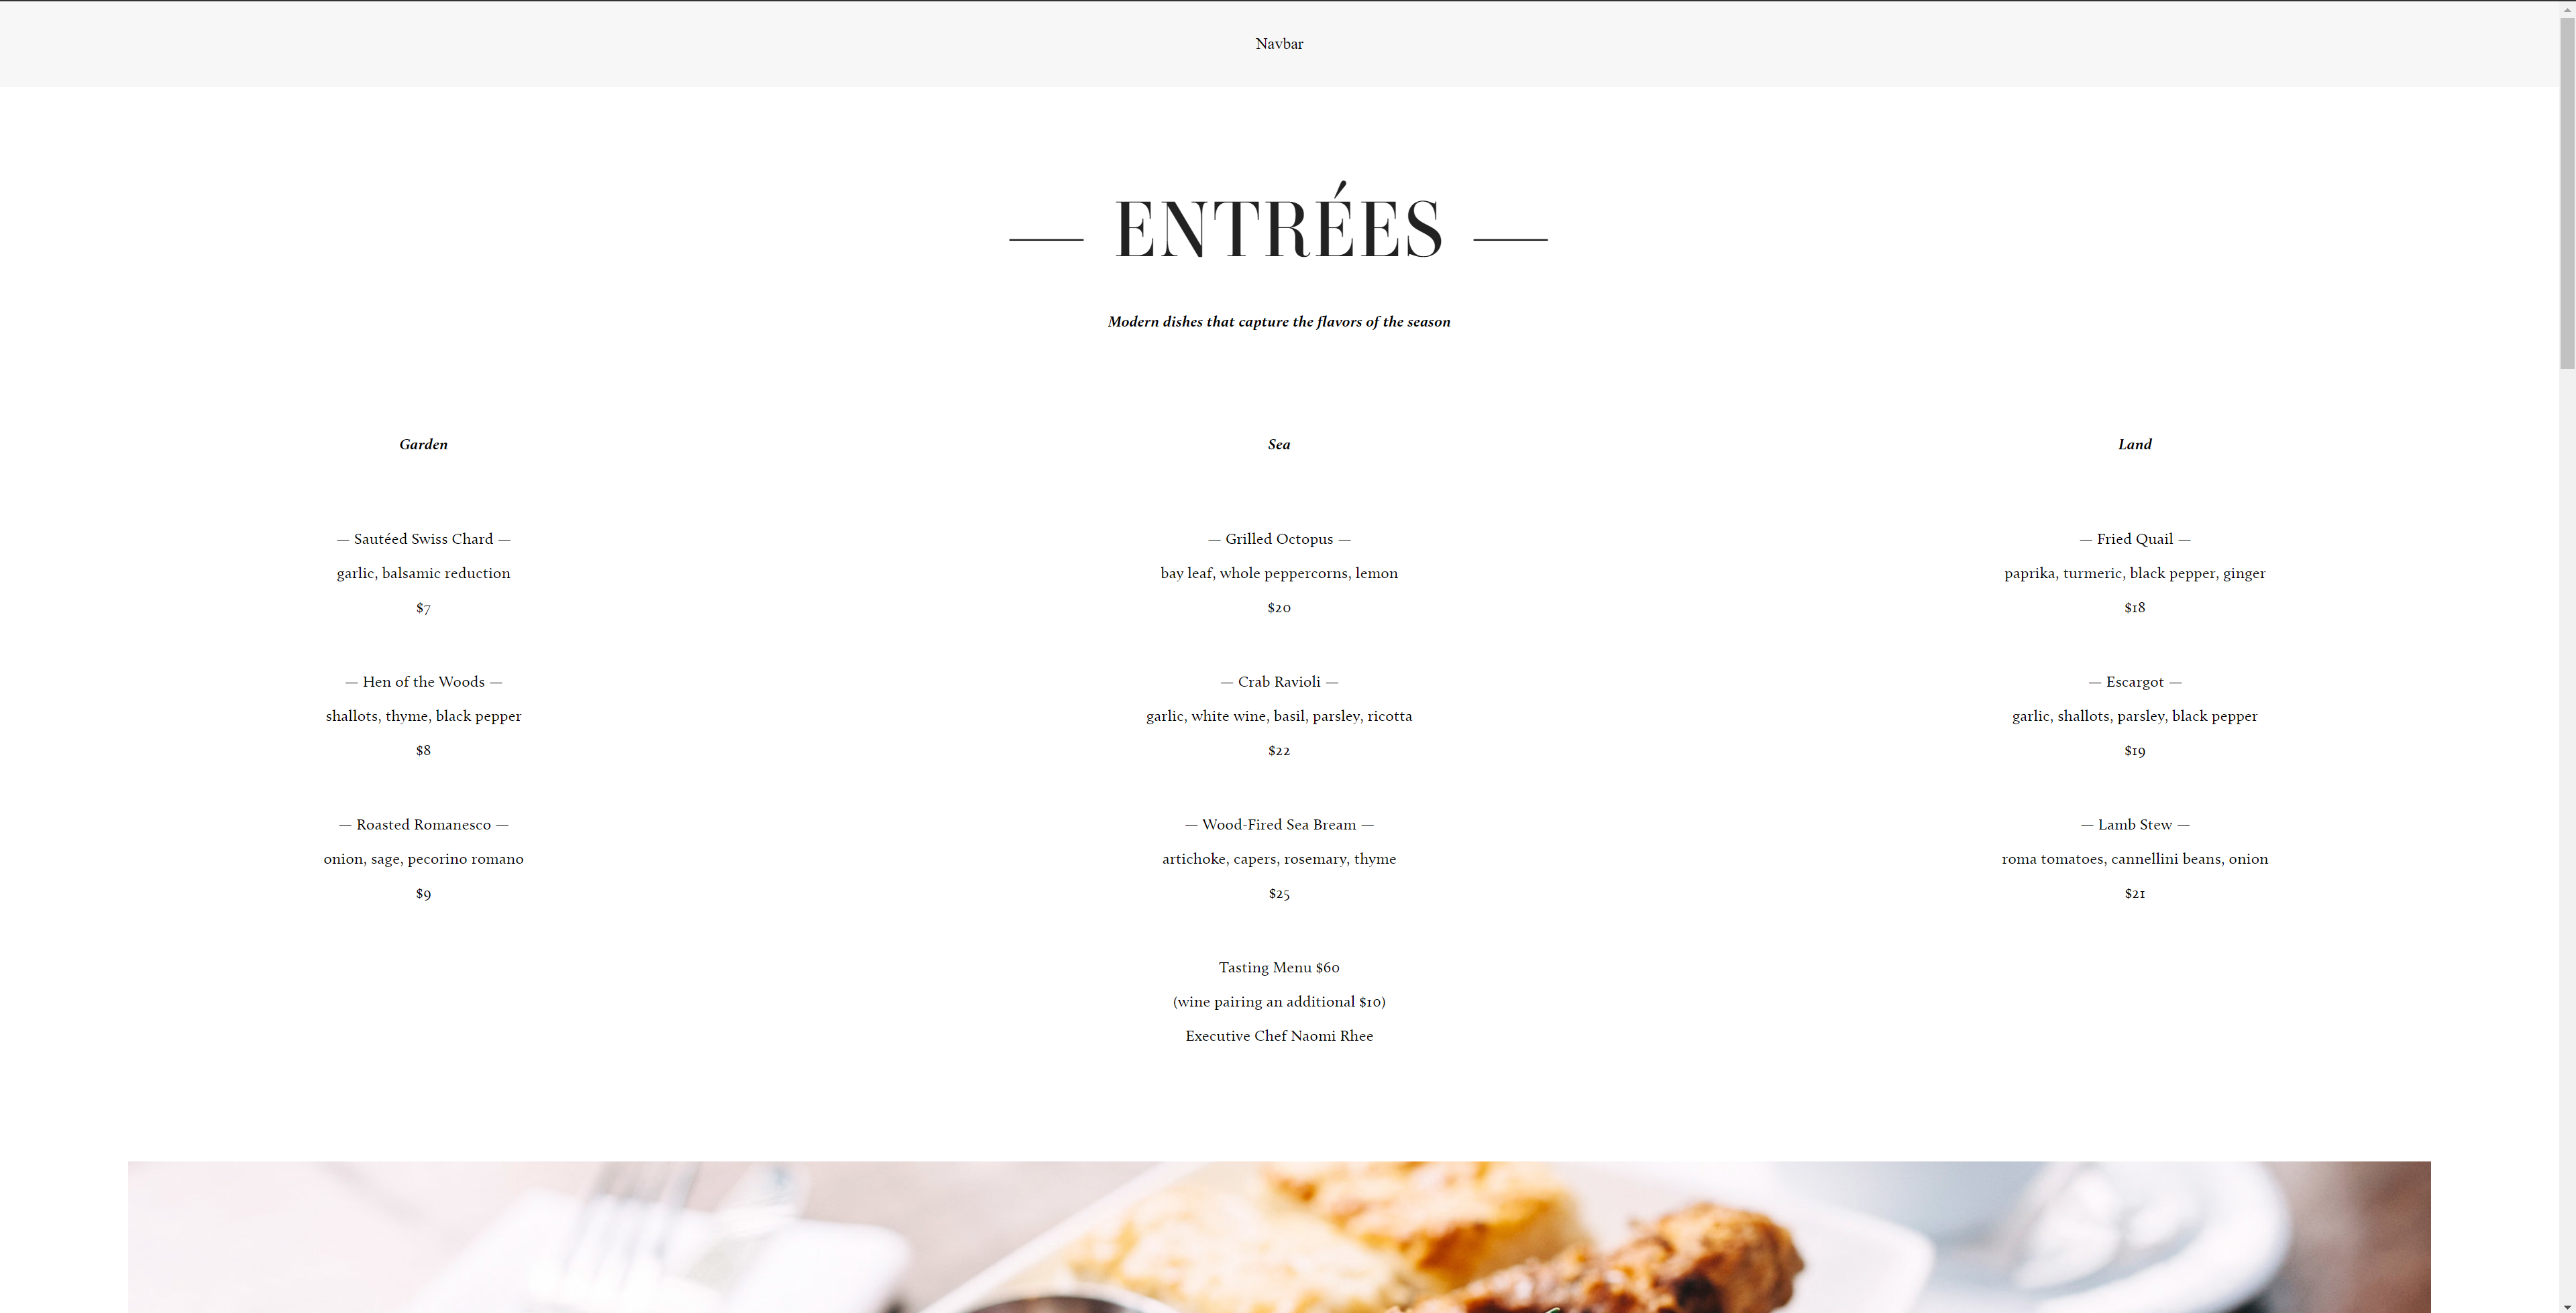 Navbar
ENTRÉES
Modern dishes that capture the flavors of the season
Garden
— Sautéed Swiss Chard —
garlic, balsamic reduction
$7
— Hen of the Woods —
shallots, thyme, black pepper
$8
— Roasted Romanesco —
onion, sage, pecorino romano
$9
Sea
— Grilled Octopus —
bay leaf, whole peppercorns, lemon
$20
— Crab Ravioli —
garlic, white wine, basil, parsley, ricotta
$22
— Wood-Fired Sea Bream —
artichoke, capers, rosemary, thyme
$25
Tasting Menu $60
(wine pairing an additional $10)
Executive Chef Naomi Rhee
Land
— Fried Quail —
paprika, turmeric, black pepper, ginger
$18
— Escargot —
garlic, shallots, parsley, black pepper
$19
— Lamb Stew —
roma tomatoes, cannellini beans, onion
$21